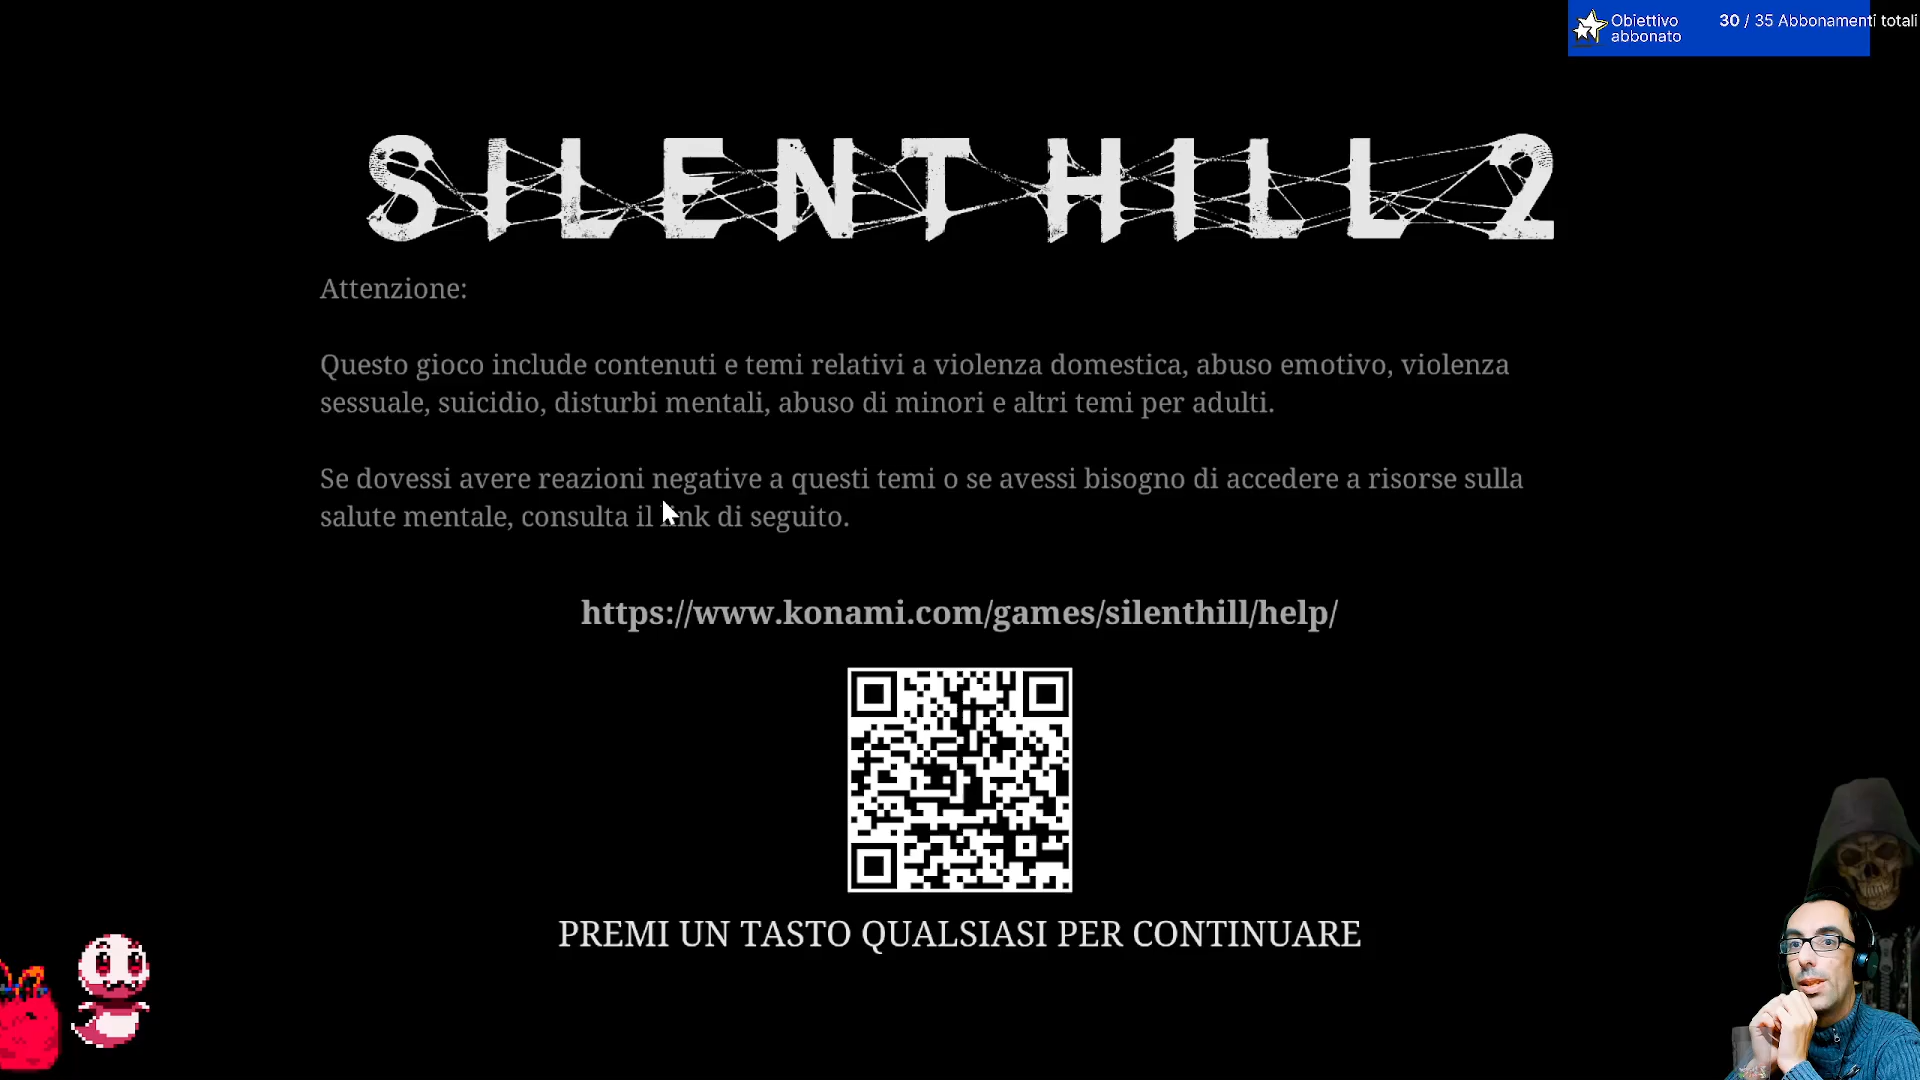 Obiettivo abbonato
30 / 35 Abbonamenti totali
SILENT HILL 2
Attenzione:
Questo gioco include contenuti e temi relativi a violenza domestica, abuso emotivo, violenza
sessuale, suicidio, disturbi mentali, abuso di minori e altri temi per adulti.
Se dovessi avere reazioni negative a questi temi o se avessi bisogno di accedere a risorse sulla
salute mentale, consulta il link di seguito.
https://www.konami.com/games/silenthill/help/
PREMI UN TASTO QUALSIASI PER CONTINUARE